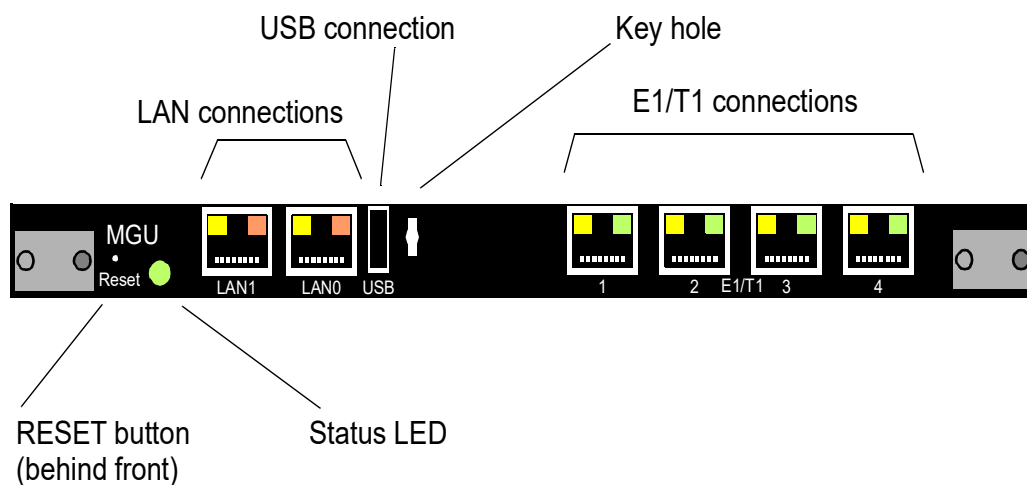 USB connection
Key hole
LAN connections
E1/T1 connections
MGU
Reset
LAN1
LAN0
USB
1
2
E1/T1
3
4
RESET button
(behind front)
Status LED